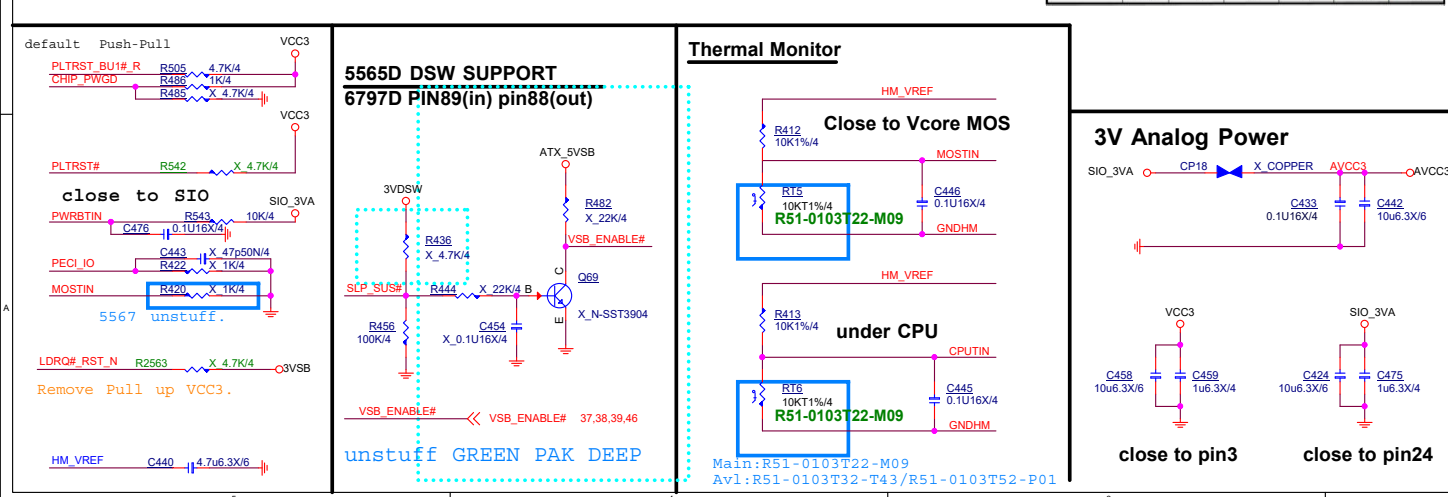 default Push-Pull
VCC3
PLTRST_BU1#_R R505 4.7K/4
CHIP_PWGD R486 1K/4
R485 X_4.7K/4
VCC3
PLTRST# R542 X_4.7K/4
close to SIO
SIO_3VA
PWRBTIN R543 10K/4
C476 0.1U16X/4
C443 X_47p50N/4
PECI_IO R422 X_1K/4
MOSTIN R420 X_1K/4
5567 unstuff.
LDRQ#_RST_N R2563 X_4.7K/4 3VSB
Remove Pull up VCC3.
HM_VREF C440 4.7u6.3X/6
A
5565D DSW SUPPORT
6797D PIN89(in) pin88(out)
ATX_5VSB
3VDSW
R482
X_22K/4
R436
X_4.7K/4
VSB_ENABLE#
SLP_SUS# R444 X_22K/4 B
C
Q69
E
X_N-SST3904
R456
100K/4
C454
X_0.1U16X/4
VSB_ENABLE# VSB_ENABLE# 37,38,39,46
unstuff GREEN PAK DEEP
Thermal Monitor
HM_VREF
R412
10K1%/4
Close to Vcore MOS
MOSTIN
RT5
10KT1%/4
R51-0103T22-M09
C446
0.1U16X/4
GNDHM
HM_VREF
R413
10K1%/4
under CPU
CPUTIN
RT6
10KT1%/4
R51-0103T22-M09
C445
0.1U16X/4
GNDHM
Main:R51-0103T22-M09
Avl:R51-0103T32-T43/R51-0103T52-P01
3V Analog Power
SIO_3VA CP18 X_COPPER AVCC3 AVCC3
C433
0.1U16X/4
C442
10u6.3X/6
VCC3
C458
10u6.3X/6
C459
1u6.3X/4
close to pin3
SIO_3VA
C424
10u6.3X/6
C475
1u6.3X/4
close to pin24